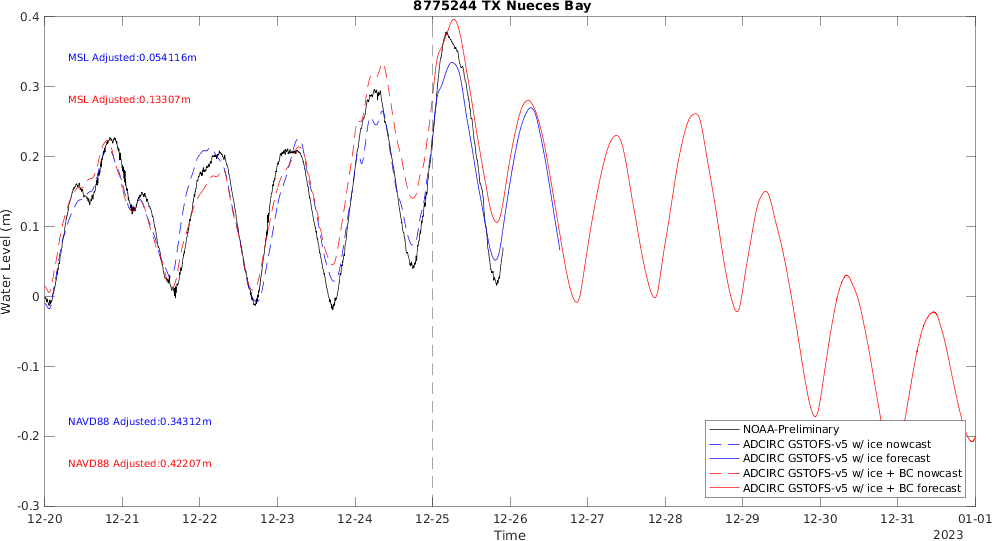 8775244 TX Nueces Bay
0.4
0.3
0.2
0.1
0
-0.1
-0.2
-0.3
Water Level (m)
MSL Adjusted:0.054116m
MSL Adjusted:0.13307m
NAVD88 Adjusted:0.34312m
NAVD88 Adjusted:0.42207m
NOAA-Preliminary
ADCIRC GSTOFS-v5 w/ ice nowcast
ADCIRC GSTOFS-v5 w/ ice forecast
ADCIRC GSTOFS-v5 w/ ice + BC nowcast
ADCIRC GSTOFS-v5 w/ ice + BC forecast
12-20 12-21 12-22 12-23 12-24 12-25 12-26 12-27 12-28 12-29 12-30 12-31 01-01
Time
2023